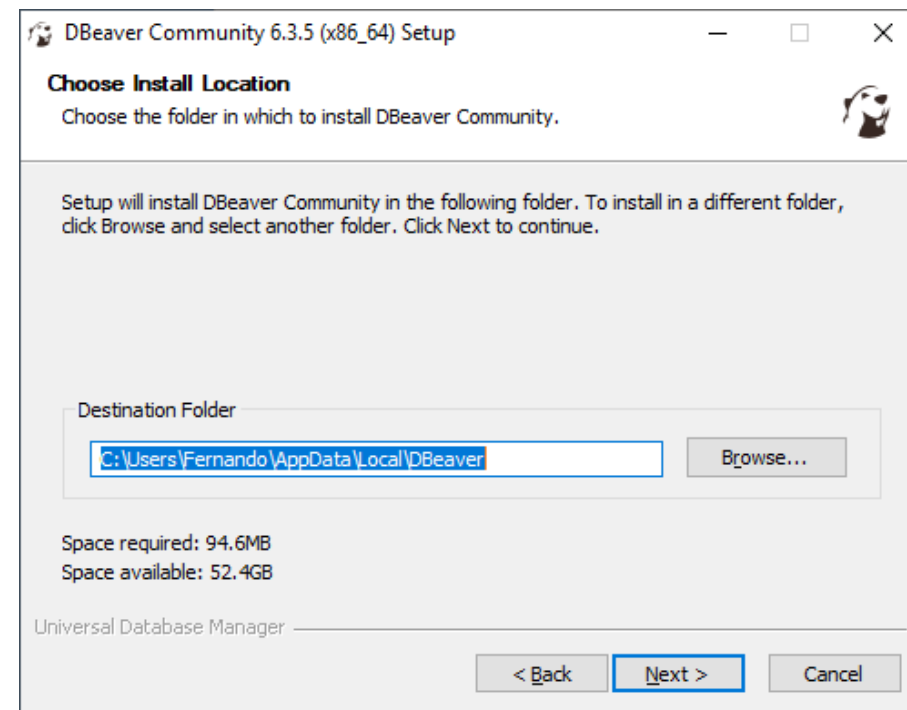 DBeaver Community 6.3.5 (x86_64) Setup
Choose Install Location
Choose the folder in which to install DBeaver Community.
Setup will install DBeaver Community in the following folder. To install in a different folder,
click Browse and select another folder. Click Next to continue.
Destination Folder
C:\Users\Fernando\AppData\Local\DBeaver
Browse...
Space required: 94.6MB
Space available: 52.4GB
Universal Database Manager
< Back
Next >
Cancel